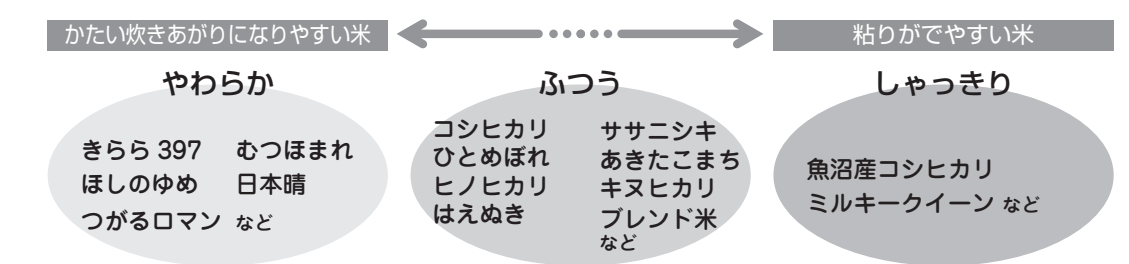 かたい炊きあがりになりやすい米
粘りがでやすい米
やわらか
きらら 397 むつほまれ
ほしのゆめ 日本晴
つがるロマン など
ふつう
コシヒカリ ササニシキ
ひとめぼれ あきたこまち
ヒノヒカリ キヌヒカリ
はえぬき ブレンド米
など
しゃっきり
魚沼産コシヒカリ
ミルキークイーン など